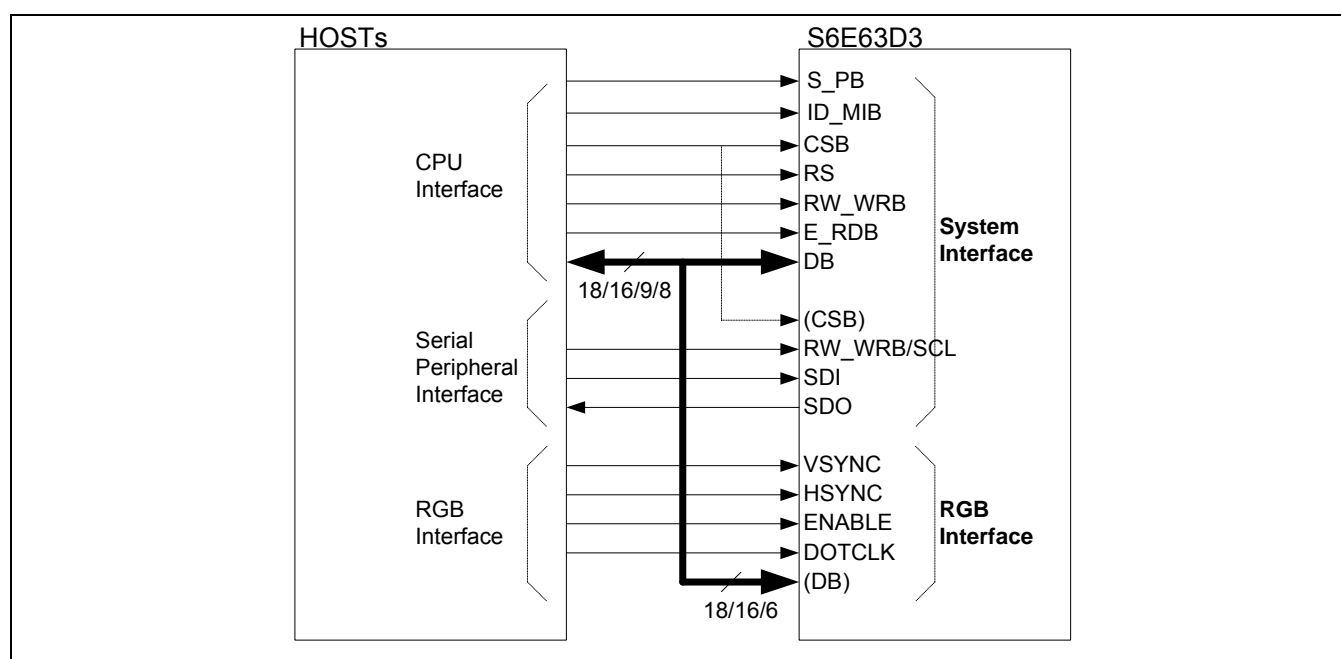 HOSTs
S6E63D3
CPU
Interface
Serial
Peripheral
Interface
RGB
Interface
18/16/9/8
18/16/6
S_PB
ID_MIB
CSB
RS
RW_WRB
E_RDB
DB
(CSB)
RW_WRB/SCL
SDI
SDO
VSYNC
HSYNC
ENABLE
DOTCLK
(DB)
System
Interface
RGB
Interface